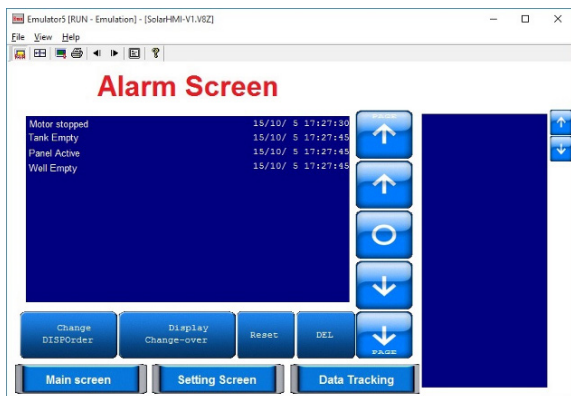 Emulator5 [RUN - Emulation] - [SolarHMI-V1.V8Z]
File View Help
Alarm Screen
Motor stopped 15/10/ 5 17:27:30
Tank Empty 15/10/ 5 17:27:45
Panel Active 15/10/ 5 17:27:45
Well Empty 15/10/ 5 17:27:45
PAGE
Change
DISPOrder
Display
Change-over
Reset
DEL
PAGE
Main screen
Setting Screen
Data Tracking